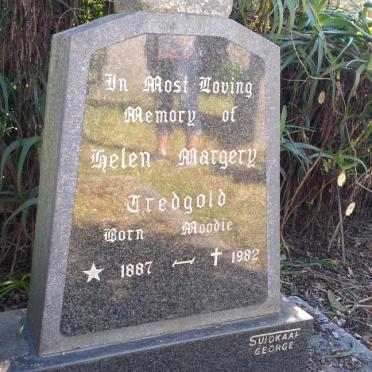 In Most Loving
Memory of
Helen Margery
Tredgold
Born Moodie
1887 - 1982
SUIDKAAP
GEORGE